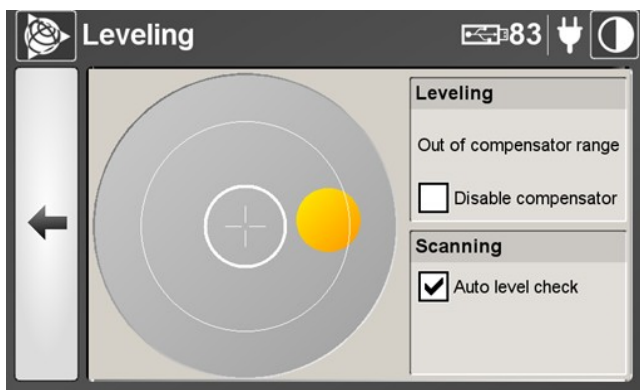 Leveling
83
Leveling
Out of compensator range
Disable compensator
Scanning
Auto level check